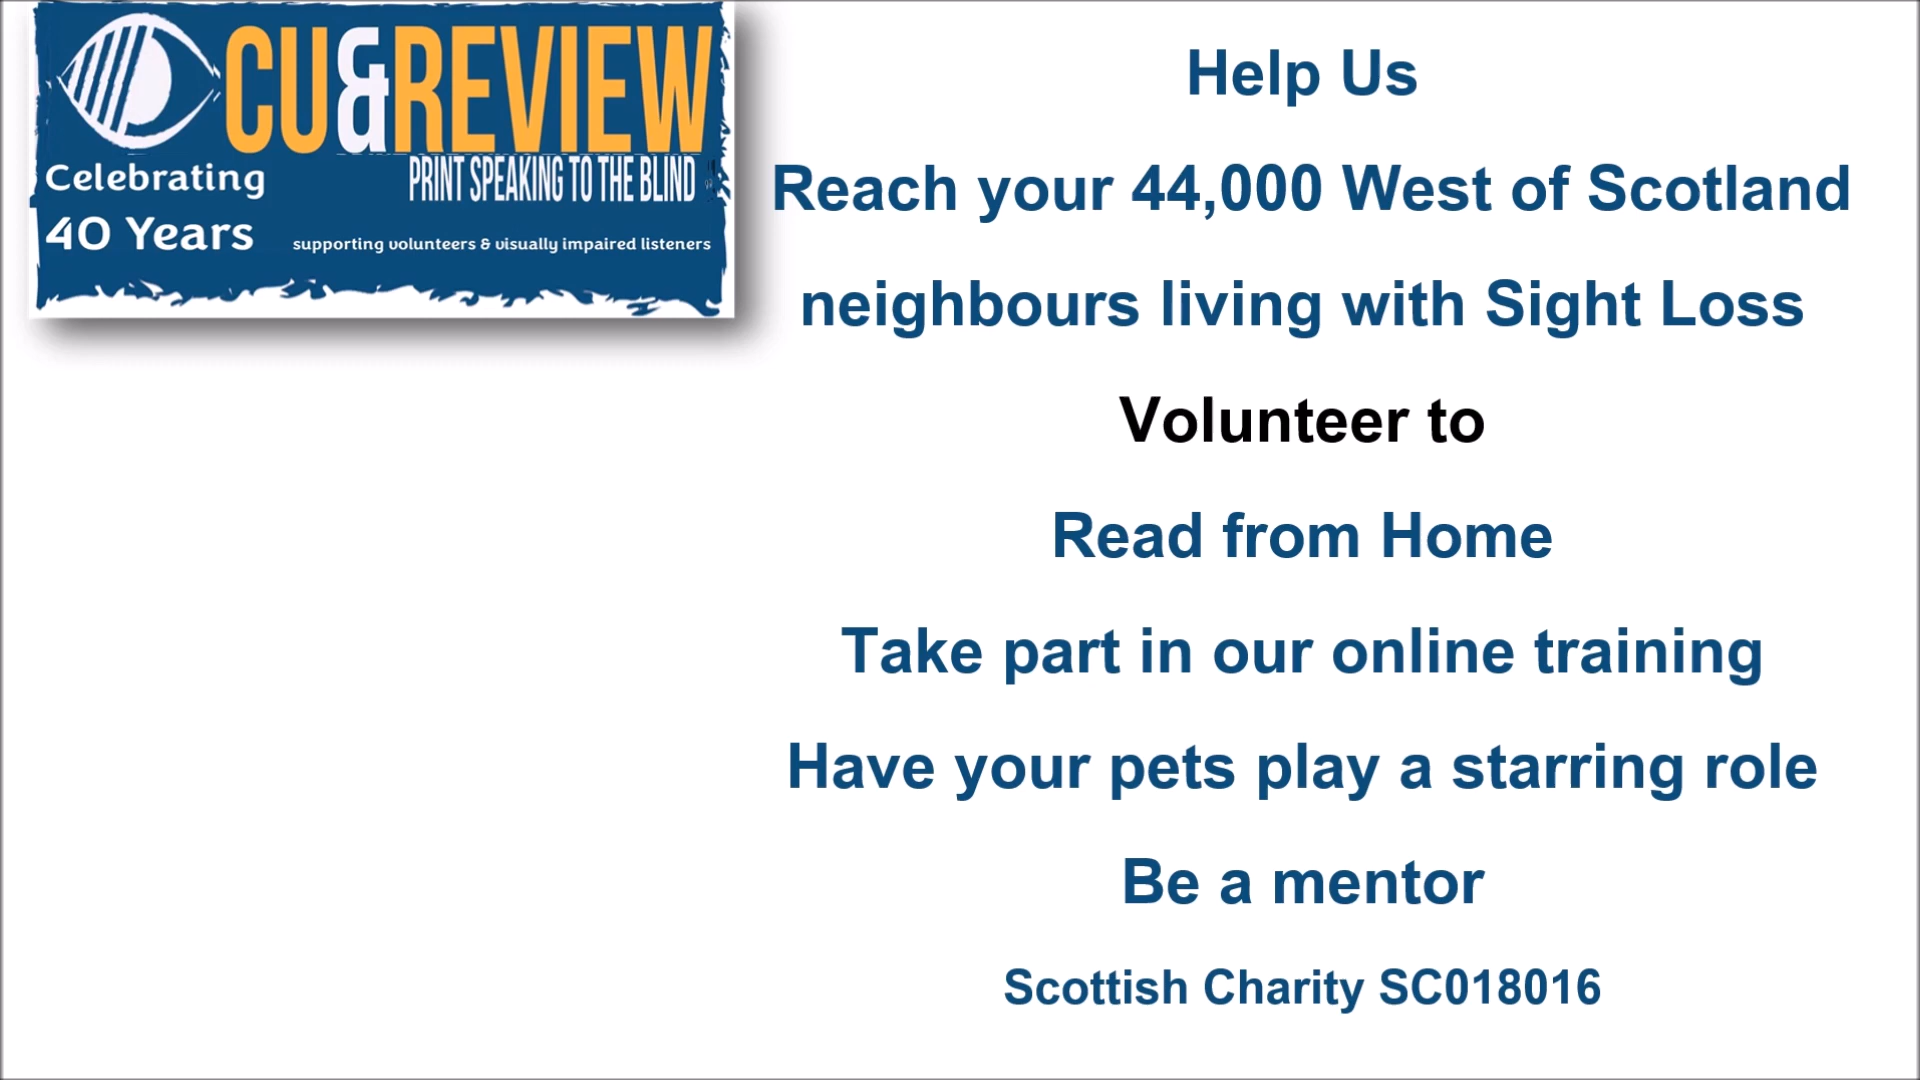 CU&REVIEW
PRINT SPEAKING TO THE BLIND
Celebrating
40 Years
supporting volunteers & visually impaired listeners
Help Us
Reach your 44,000 West of Scotland
neighbours living with Sight Loss
Volunteer to
Read from Home
Take part in our online training
Have your pets play a starring role
Be a mentor
Scottish Charity SC018016